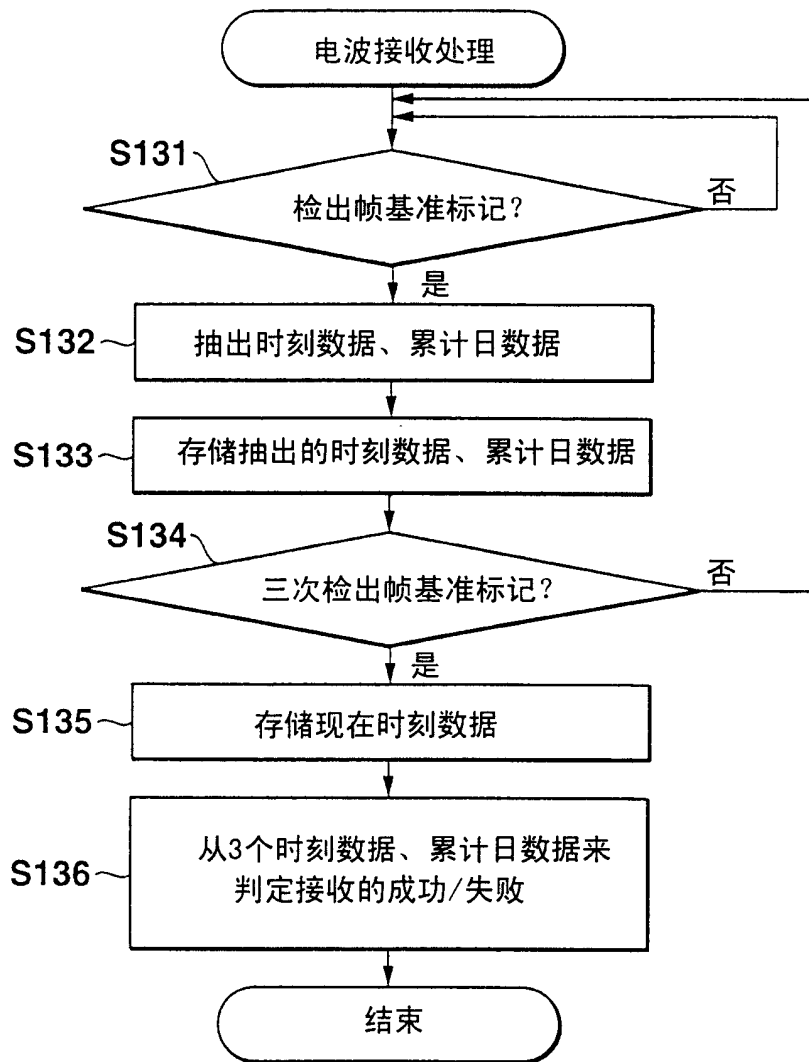 电波接收处理
S131
检出帧基准标记?
否
是
S132
抽出时刻数据、累计日数据
S133
存储抽出的时刻数据、累计日数据
S134
三次检出帧基准标记?
否
是
S135
存储现在时刻数据
S136
从3个时刻数据、累计日数据来
判定接收的成功/失败
结束